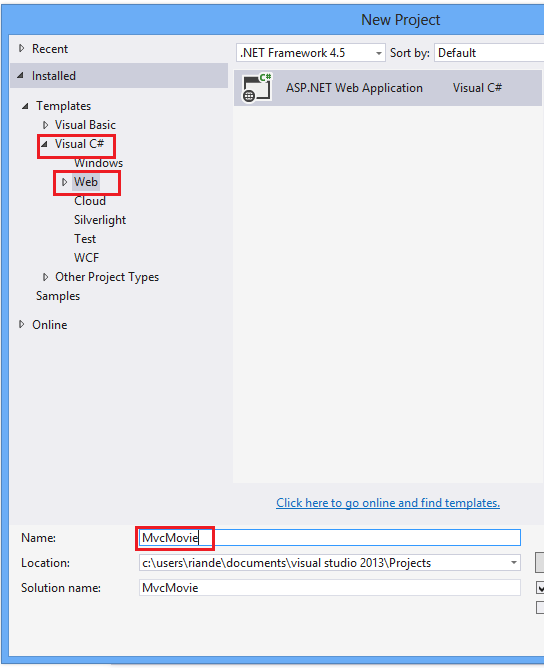 New Project
Recent
Installed
Templates
Visual Basic
Visual C#
Windows
Web
Cloud
Silverlight
Test
WCF
Other Project Types
Samples
Online
.NET Framework 4.5 Sort by: Default
ASP.NET Web Application Visual C#
Click here to go online and find templates.
Name: MvcMovie
Location: c:\users\riande\documents\visual studio 2013\Projects
Solution name: MvcMovie